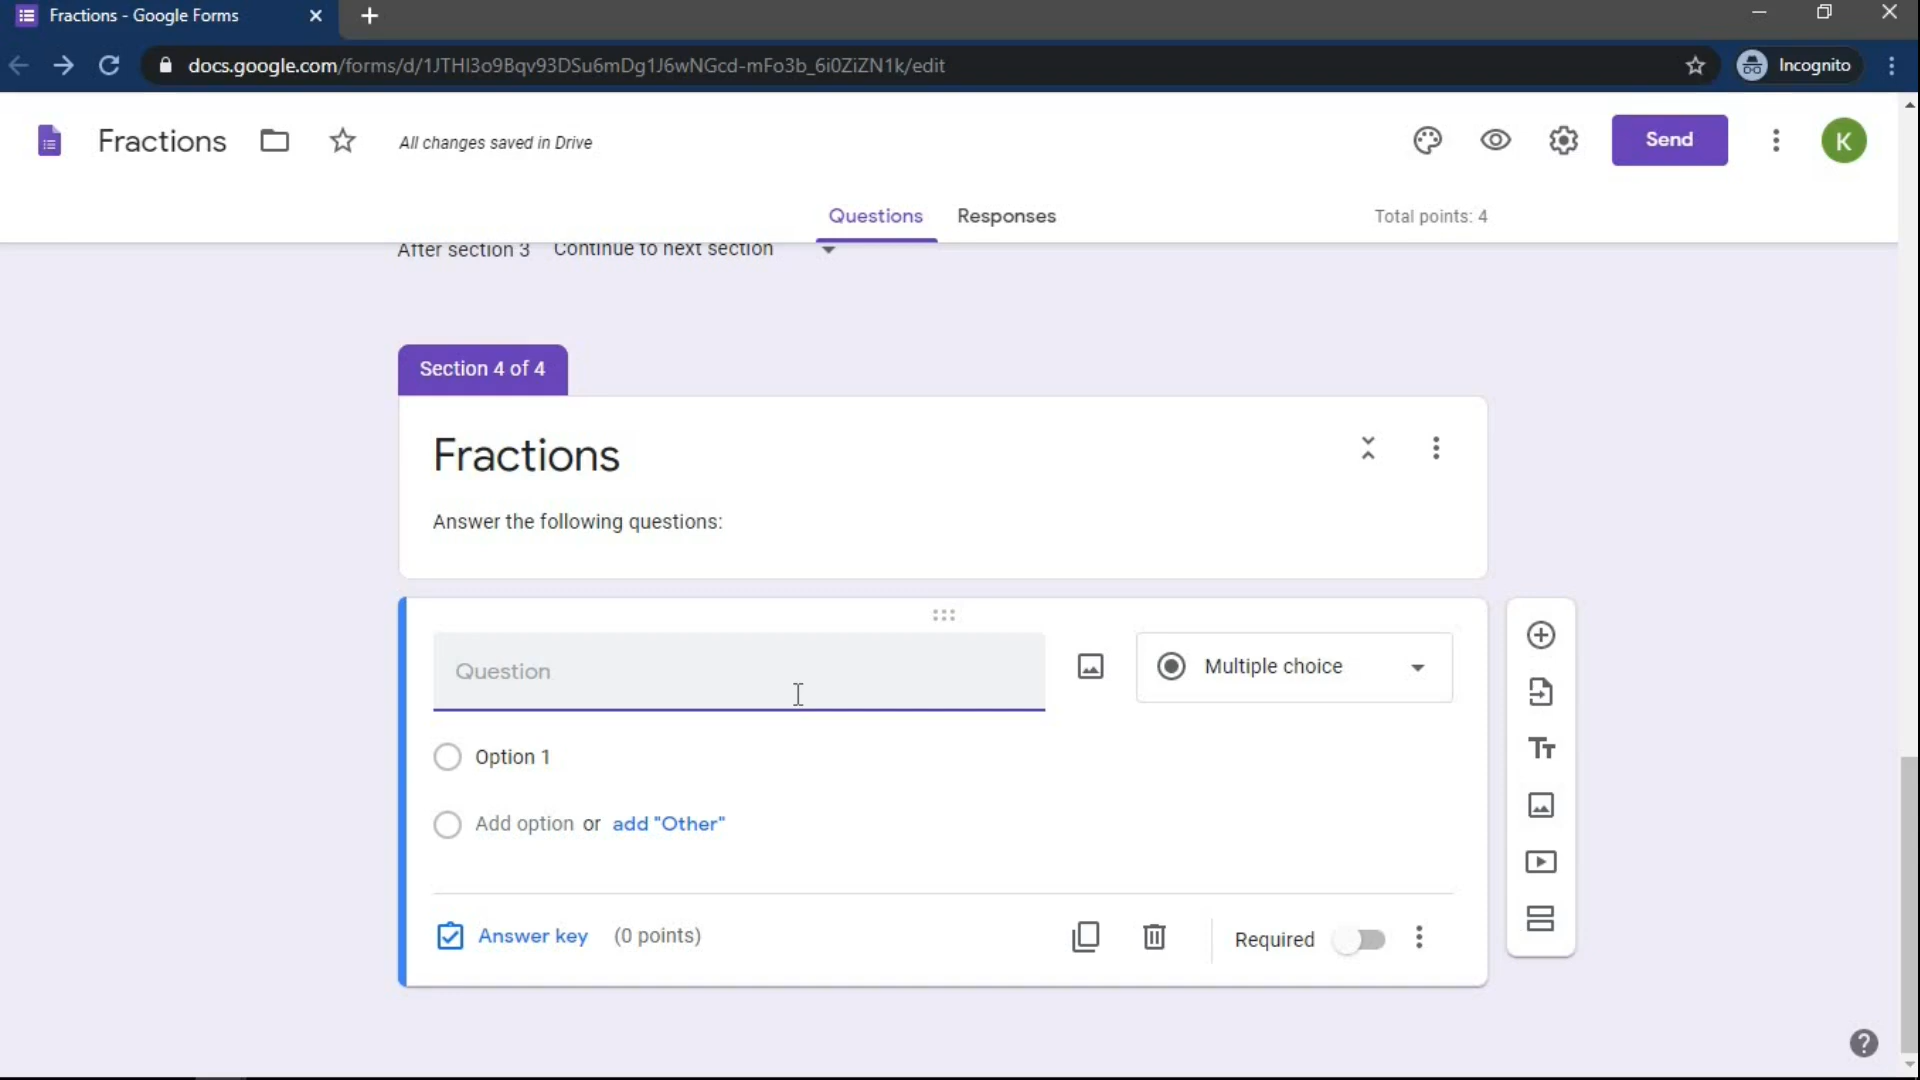 Fractions - Google Forms
docs.google.com/forms/d/1JTHI3o9Bqv93DSu6mDg1J6wNGcd-mFo3b_6i0ZiZN1k/edit
Incognito
Fractions
All changes saved in Drive
Send
K
Questions
Responses
Total points: 4
After section 3
Continue to next section
Section 4 of 4
Fractions
Answer the following questions:
Question
Multiple choice
Option 1
Add option or add "Other"
Answer key (0 points)
Required